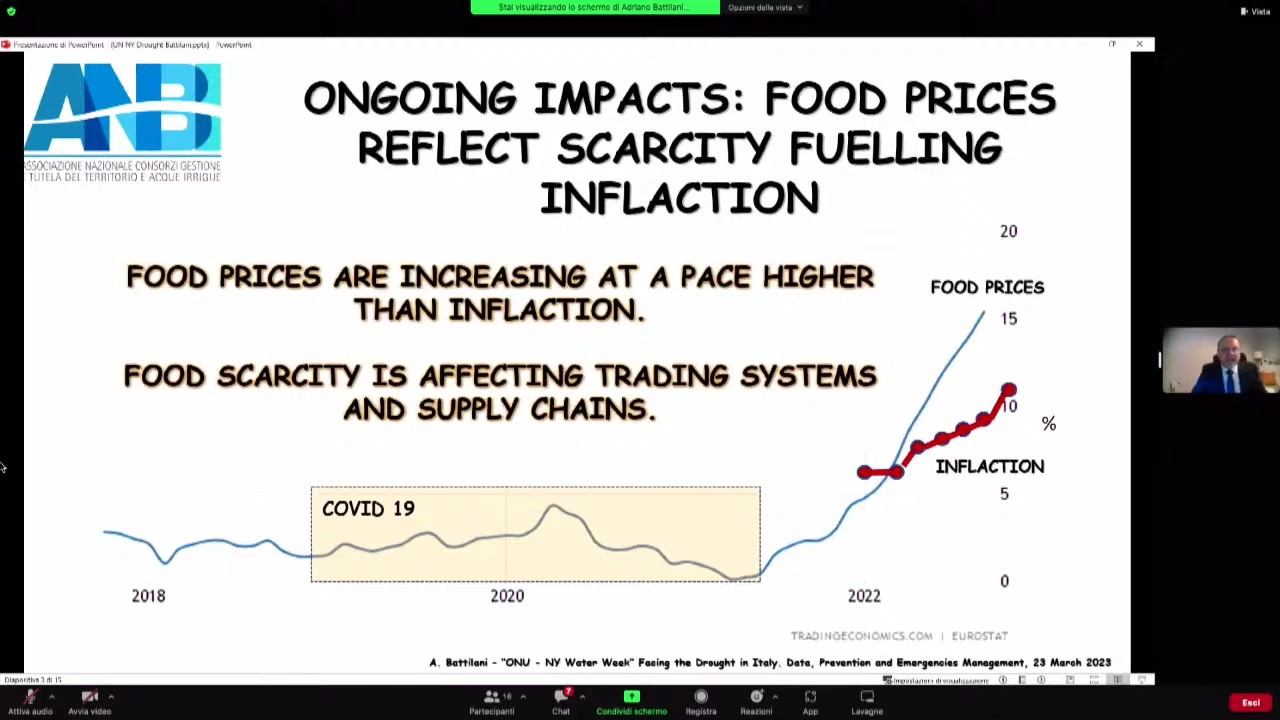 Stai visualizzando lo schermo di Adriano Battilani...
Opzioni della vista
Vista
Presentazione di PowerPoint - [UN NY Drought Battilani.pptx] - PowerPoint
ANBI
ASSOCIAZIONE NAZIONALE CONSORZI GESTIONE
TUTELA DEL TERRITORIO E ACQUE IRRIGUE
ONGOING IMPACTS: FOOD PRICES
REFLECT SCARCITY FUELLING
INFLACTION
FOOD PRICES ARE INCREASING AT A PACE HIGHER
THAN INFLACTION.
FOOD SCARCITY IS AFFECTING TRADING SYSTEMS
AND SUPPLY CHAINS.
20
FOOD PRICES
15
10
%
INFLACTION
5
0
COVID 19
2018
2020
2022
TRADINGECONOMICS.COM | EUROSTAT
A. Battilani - "ONU - NY Water Week" Facing the Drought in Italy. Data, Prevention and Emergencies Management, 23 March 2023
Diapositiva 3 di 15
Impostazioni di visualizzazione
Attiva audio
Avvia video
16
Partecipanti
7
Chat
Condividi schermo
Registra
Reazioni
App
Lavagne
Esci